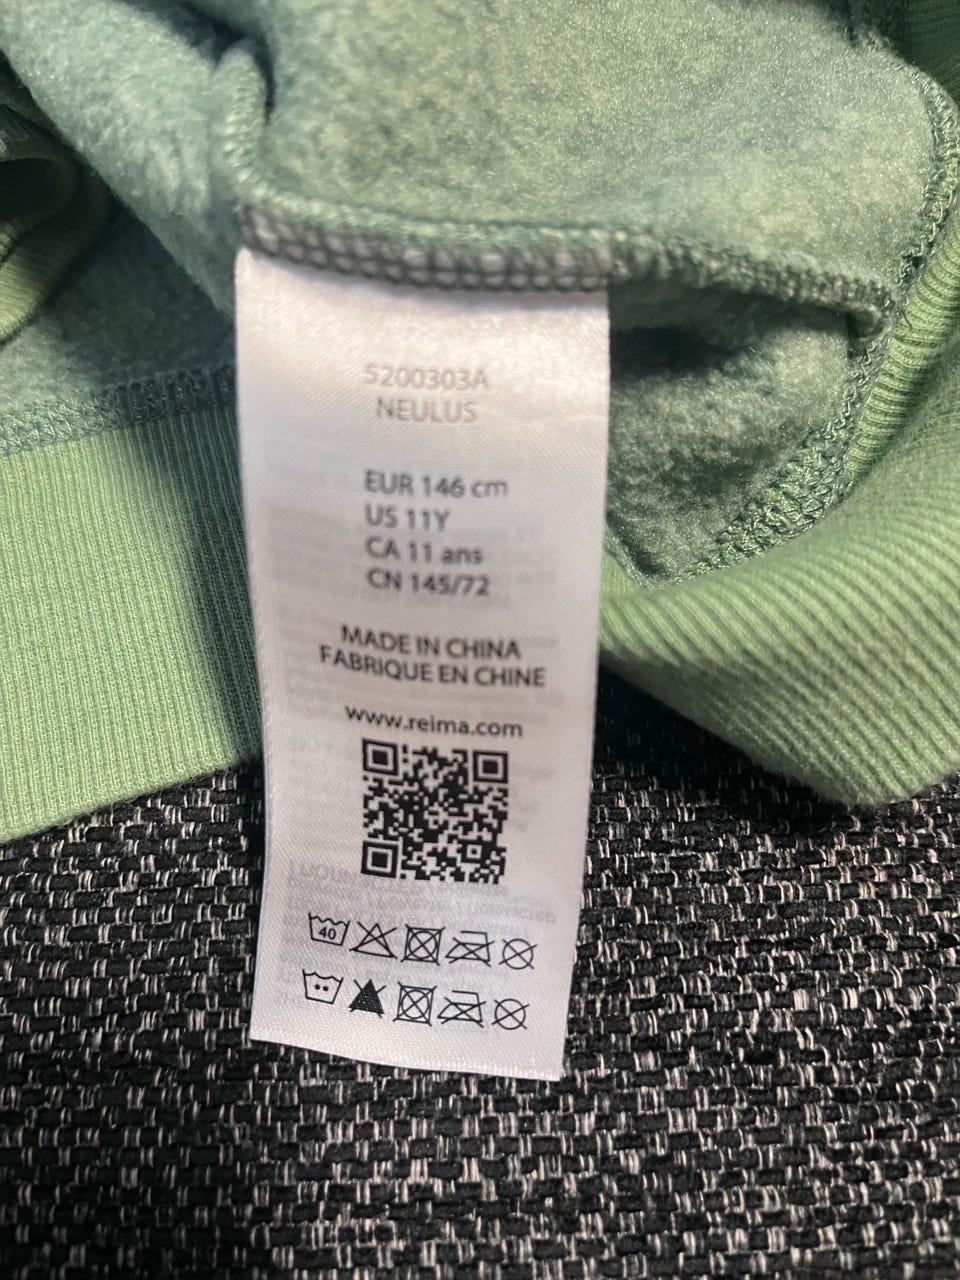 5200303A
NEULUS
EUR 146 cm
US 11Y
CA 11 ans
CN 145/72
MADE IN CHINA
FABRIQUE EN CHINE
www.reima.com
40